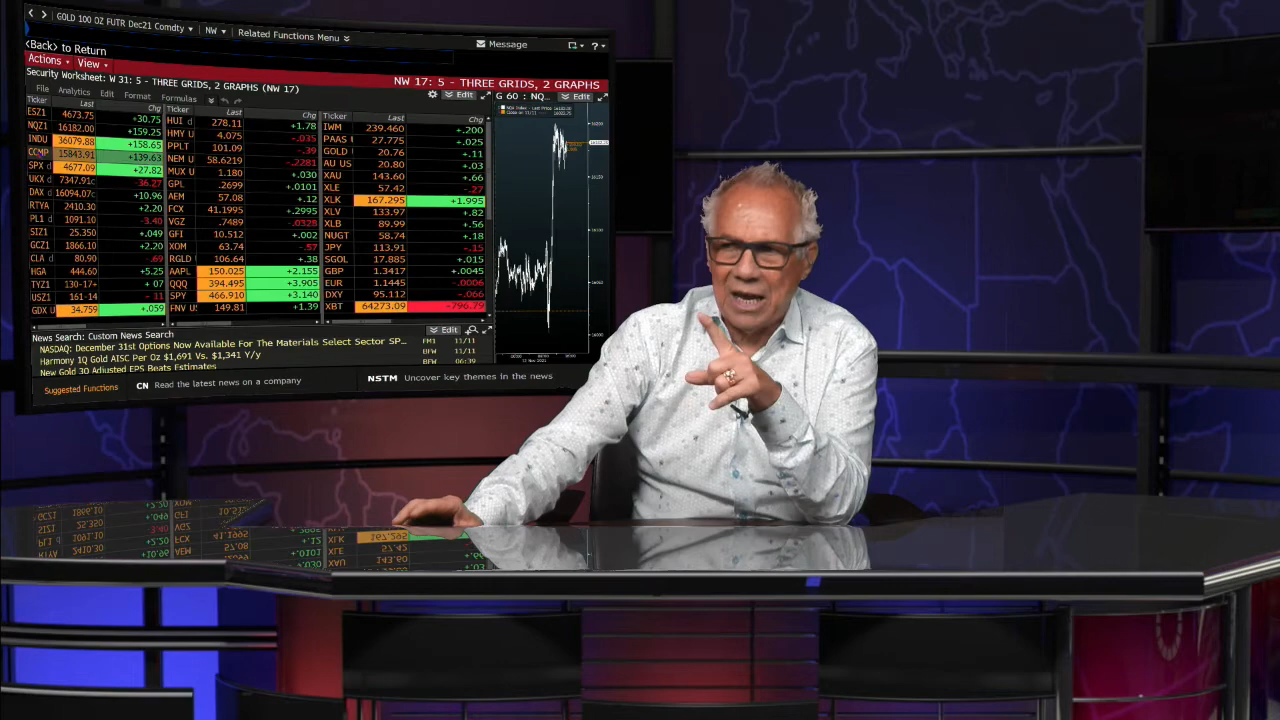 GOLD 100 OZ FUTR Dec21 Comdty NW Related Functions Menu
Message
?
<Back> to Return
Actions View
NW 17: 5 - THREE GRIDS, 2 GRAPHS
Security Worksheet: W 31: 5 - THREE GRIDS, 2 GRAPHS (NW 17)
File Analytics Edit Format Formulas
Edit
G 60 : NQ... Edit
Ticker Last Chg
ESZ1 4673.75 +30.75
NQZ1 16182.00 +159.25
INDU 36079.88 +158.65
CCMP 15843.91 +139.63
SPX d 4677.09 +27.82
UKX d 7347.91c -36.27
DAX d 16094.07c +10.96
RTYA 2410.30 +2.20
PL1 d 1091.10 -3.40
SIZ1 25.350 +.049
GCZ1 1866.10 +2.20
CLA d 80.90 -.69
HGA 444.60 +5.25
TYZ1 130-17+ + 07
USZ1 161-14 - 11
GDX U 34.759 +.059
Ticker Last Chg
HUI d 278.11 +1.78
HMY U 4.075 -.035
PPLT 101.09 -.39
NEM U 58.6219 -.2281
MUX U 1.180 +.030
GPL .2699 +.0101
AEM 57.08 +.12
FCX 41.1995 +.2995
VGZ .7489 -.0328
GFI 10.512 +.002
XOM 63.74 -.57
RGLD 106.64 +.38
AAPL 150.025 +2.155
QQQ 394.495 +3.905
SPY 466.910 +3.140
FNV U 149.81 +1.39
Ticker Last Chg
IWM 239.460 +.200
PAAS U 27.775 +.025
GOLD U 20.76 +.11
AU US 20.80 +.03
XAU 143.60 +.66
XLE 57.42 -.27
XLK 167.295 +1.995
XLV 133.97 +.82
XLB 89.99 +.56
NUGT 58.74 +.18
JPY 113.91 -.15
SGOL 17.885 +.015
GBP 1.3417 +.0045
EUR 1.1445 -.0006
DXY 95.112 -.066
XBT 64273.09 -796.79
News Search: Custom News Search
Edit
NASDAQ: December 31st Options Now Available For The Materials Select Sector SP... FM1 11/11
Harmony 1Q Gold AISC Per Oz $1,691 Vs. $1,341 Y/y BFW 11/11
New Gold 3Q Adjusted EPS Beats Estimates BFW 06:39
Suggested Functions CN Read the latest news on a company NSTM Uncover key themes in the news